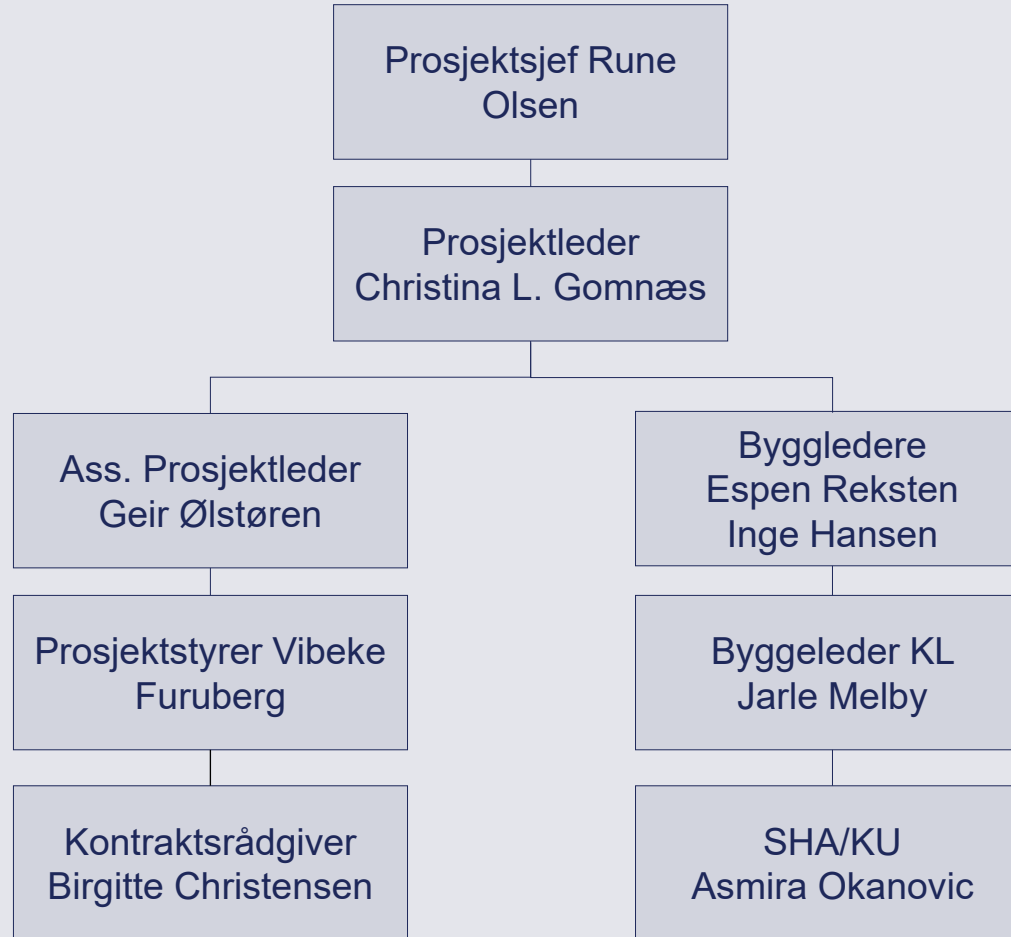 Prosjektsjef Rune
Olsen
Prosjektleder
Christina L. Gomnæs
Ass. Prosjektleder
Geir Ølstøren
Byggledere
Espen Reksten
Inge Hansen
Prosjektstyrer Vibeke
Furuberg
Byggeleder KL
Jarle Melby
Kontraktsrådgiver
Birgitte Christensen
SHA/KU
Asmira Okanovic